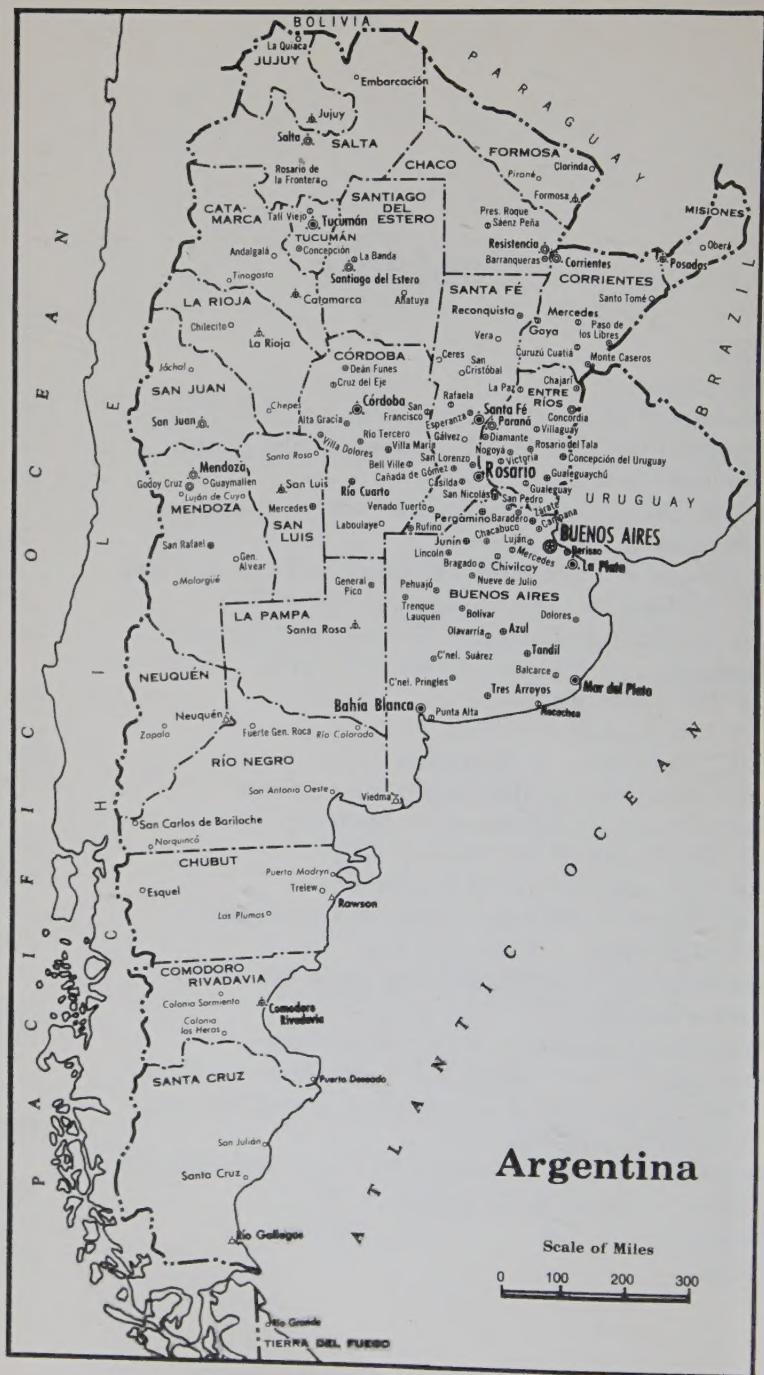 BOLIVIA
La Quiaca
JUJUY
Embarcación
PARAGUAY
Jujuy
Salta
SALTA
FORMOSA
CHACO
Clorinda
Pirané
Rosario de
la Frontera
Formosa
CATA-
MARCA
SANTIAGO
DEL
ESTERO
MISIONES
Tafí Viejo
Tucumán
Pres. Roque
Sáenz Peña
TUCUMÁN
Concepción
Resistencia
Oberá
Andalgalá
La Banda
Barranqueras
Corrientes
Posadas
Santiago del Estero
CORRIENTES
Tinogasta
SANTA FÉ
LA RIOJA
Catamarca
Añatuya
Santo Tomé
Reconquista
Mercedes
Chilecito
La Rioja
Goya
Paso de
los Libres
Vera
CÓRDOBA
Curuzú Cuatiá
Ceres
San
Cristóbal
Monte Caseros
Jáchal
Deán Funes
Cruz del Eje
La Paz
Chajarí
SAN JUAN
ENTRE
RÍOS
Rafaela
Chepes
Córdoba
San
Francisco
Santa Fé
Concordia
San Juan
Alta Gracia
Esperanza
Paraná
Villaguay
Río Tercero
Gálvez
Diamante
Villa Dolores
Villa María
Nogoyá
Rosario del Tala
Santa Rosa
San Lorenzo
Victoria
Concepción del Uruguay
Mendoza
Bell Ville
Cañada de Gómez
Rosario
Godoy Cruz
Guaymallen
San Luis
Río Cuarto
Casilda
Gualeguaychú
Luján de Cuyo
San Nicolás
Gualeguay
MENDOZA
Mercedes
Venado Tuerto
San Pedro
URUGUAY
SAN
LUIS
Pergamino
Baradero
Zárate
Laboulaye
Rufino
Chacabuco
Campana
San Rafael
Junín
Luján
BUENOS AIRES
Lincoln
Mercedes
Berisso
Gen.
Alvear
Bragado
Chivilcoy
La Plata
Malargüé
General
Pico
Pehuajó
Nueve de Julio
BUENOS AIRES
LA PAMPA
Trenque
Lauquen
Bolívar
Dolores
Santa Rosa
Olavarría
Azul
C'nel. Suárez
Tandil
NEUQUÉN
Balcarce
C'nel. Pringles
Mar del Plata
Neuquén
Bahía Blanca
Tres Arroyos
Necochea
Zapala
Fuerte Gen. Roca
Río Colorado
Punta Alta
RÍO NEGRO
San Antonio Oeste
Viedma
San Carlos de Bariloche
Norquincó
CHUBUT
Puerto Madryn
Esquel
Trelew
Rawson
Las Plumas
COMODORO
RIVADAVIA
Colonia Sarmiento
Comodoro
Rivadavia
Colonia
las Heras
SANTA CRUZ
Puerto Deseado
San Julián
Santa Cruz
Río Gallegos
Río Grande
TIERRA DEL FUEGO
BRAZIL
CHILE
PACIFIC OCEAN
ATLANTIC OCEAN
Argentina
Scale of Miles
0 100 200 300